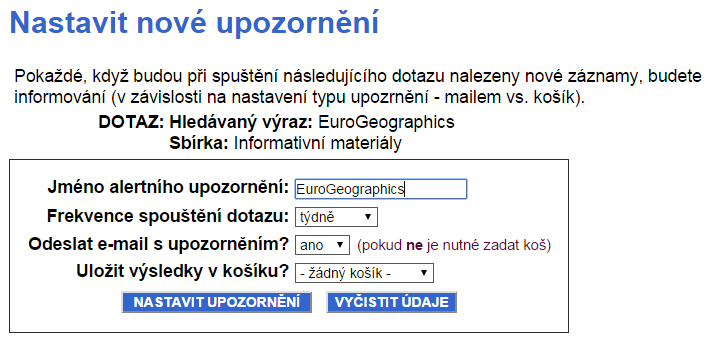 Nastavit nové upozornění
Pokaždé, když budou při spuštění následujícího dotazu nalezeny nové záznamy, budete
informování (v závislosti na nastavení typu upozrnění - mailem vs. košík).
DOTAZ: Hledávaný výraz: EuroGeographics
Sbírka: Informativní materiály
Jméno alertního upozornění: EuroGeographics
Frekvence spouštění dotazu: týdně
Odeslat e-mail s upozorněním? ano (pokud ne je nutné zadat koš)
Uložit výsledky v košíku? - žádný košík -
NASTAVIT UPOZORNĚNÍ VYČISTIT ÚDAJE